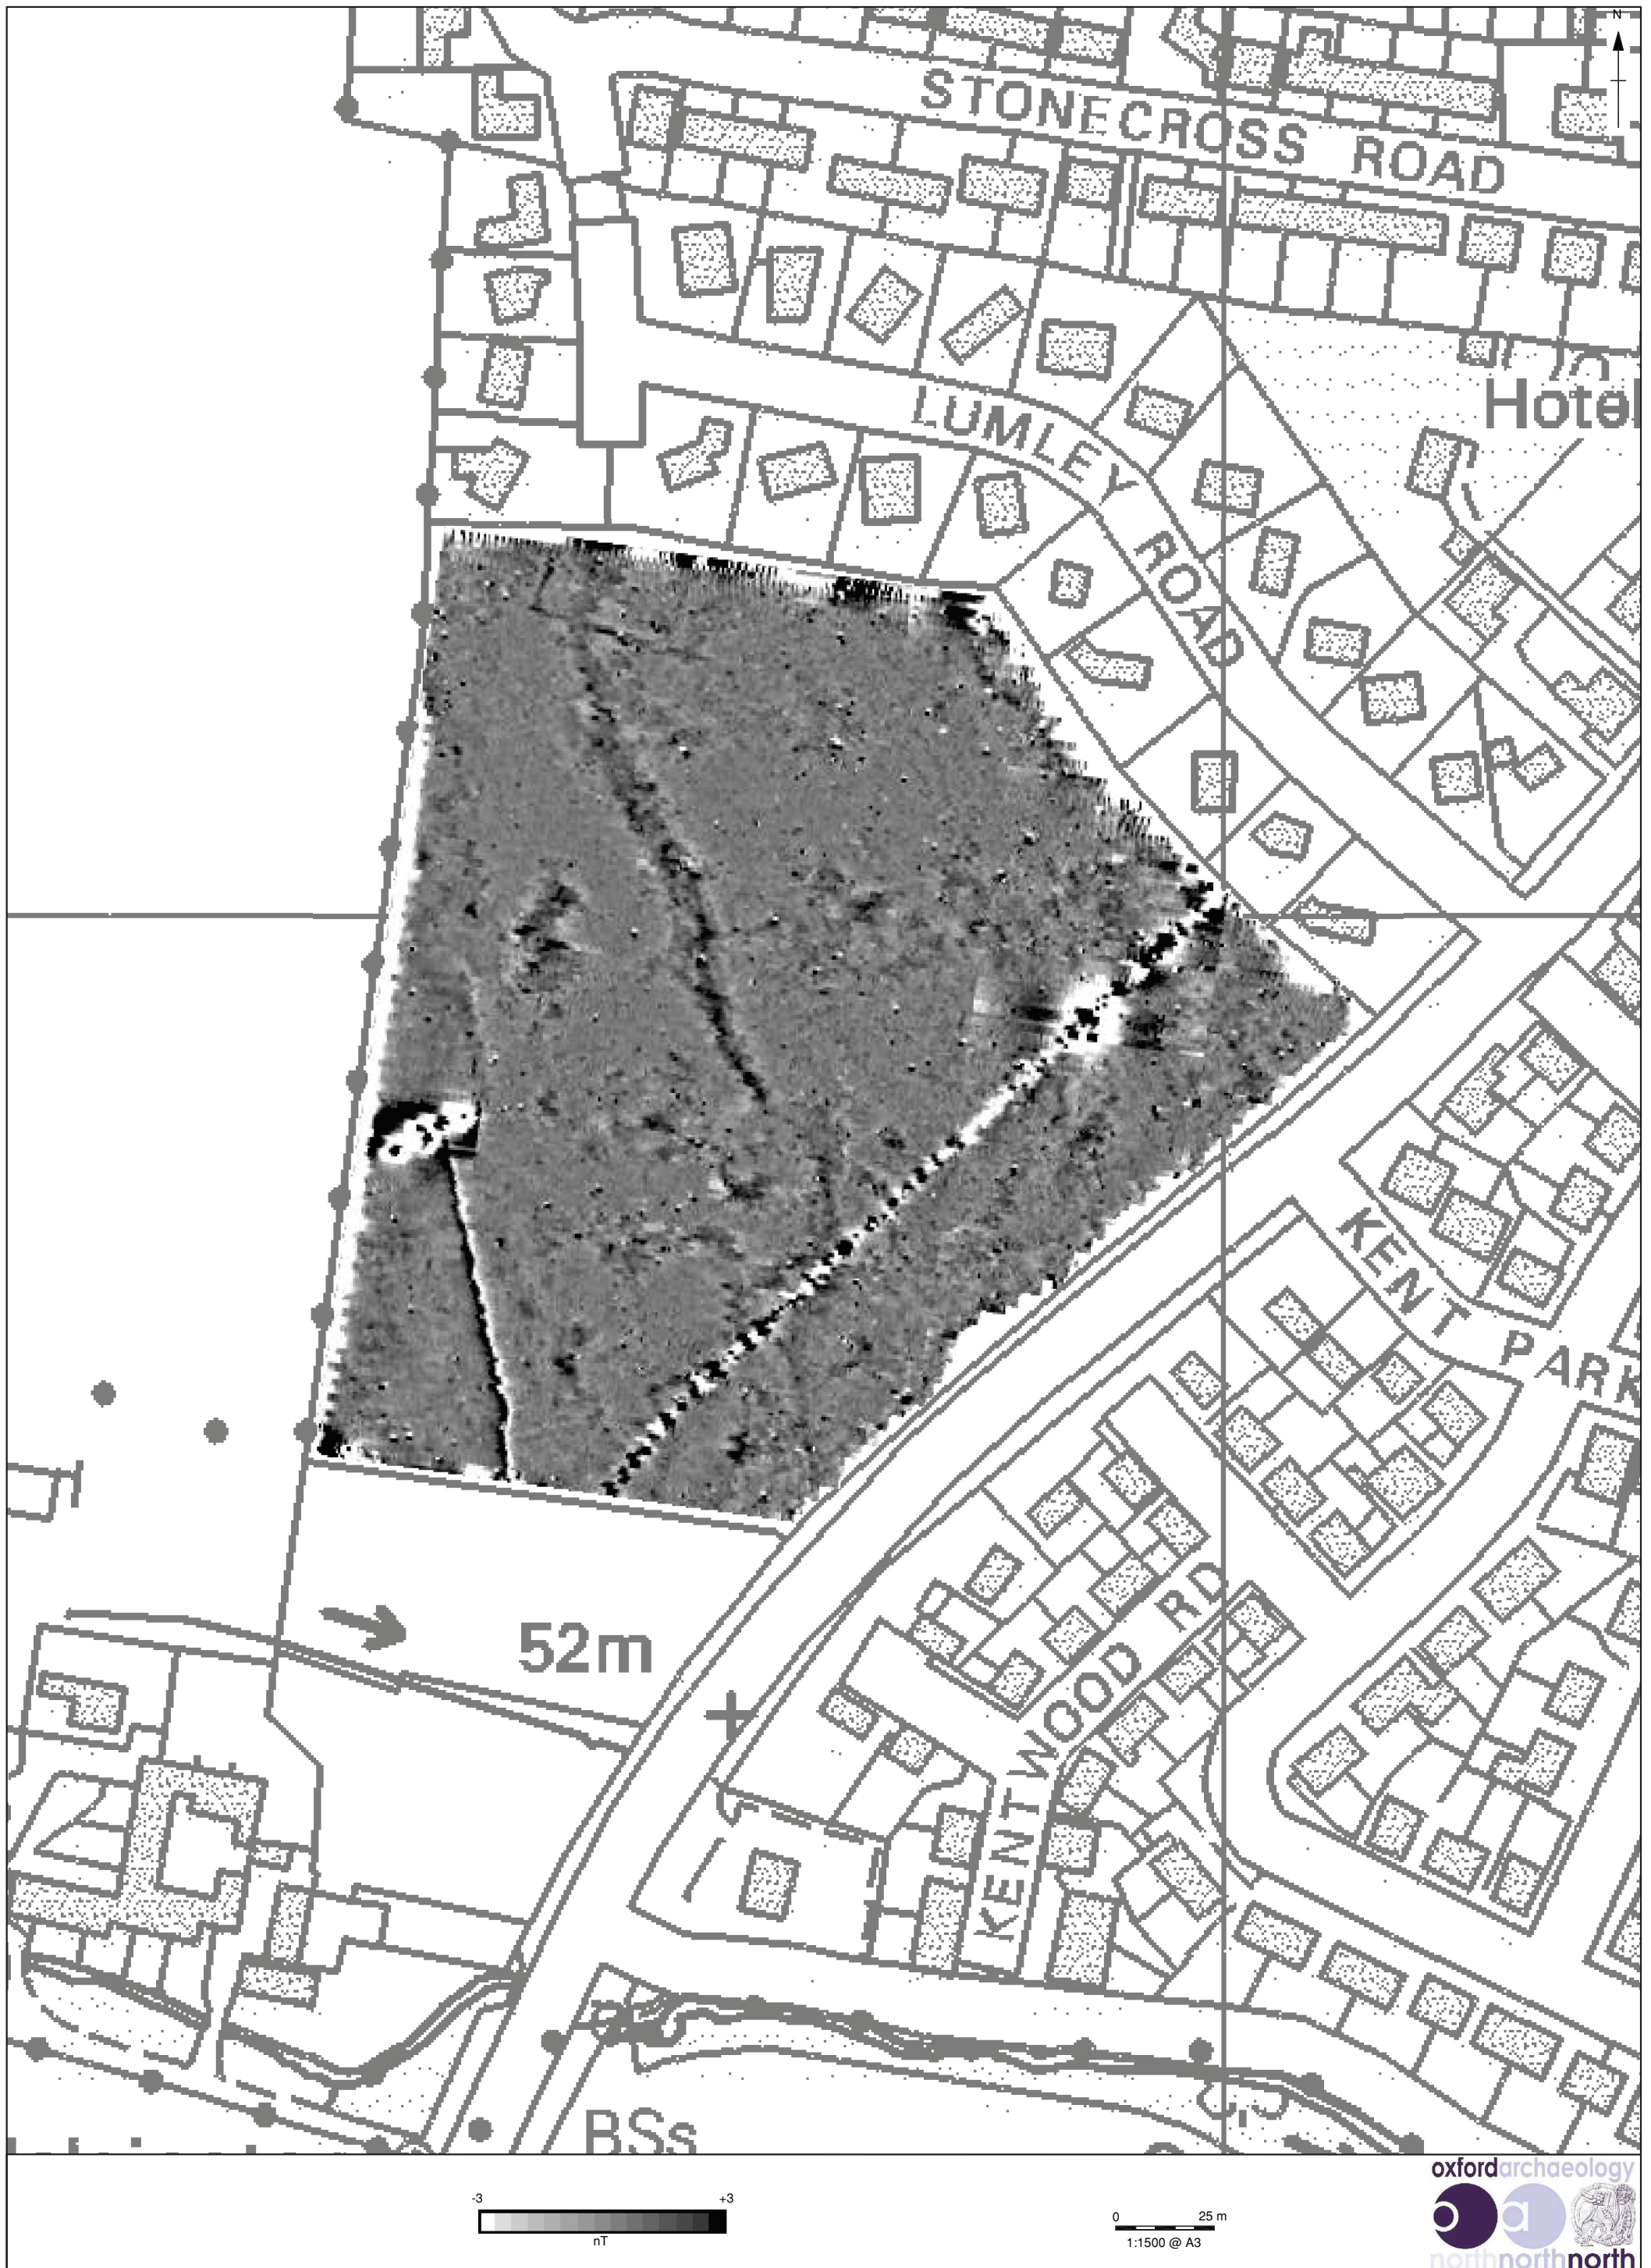 N
STONECROSS ROAD
Hotel
LUMLEY ROAD
KENT PARK
52m
KENTWOOD RD
BSs
oxfordarchaeology
-3 +3
nT
0 25 m
1:1500 @ A3
o a
northnorthnorth